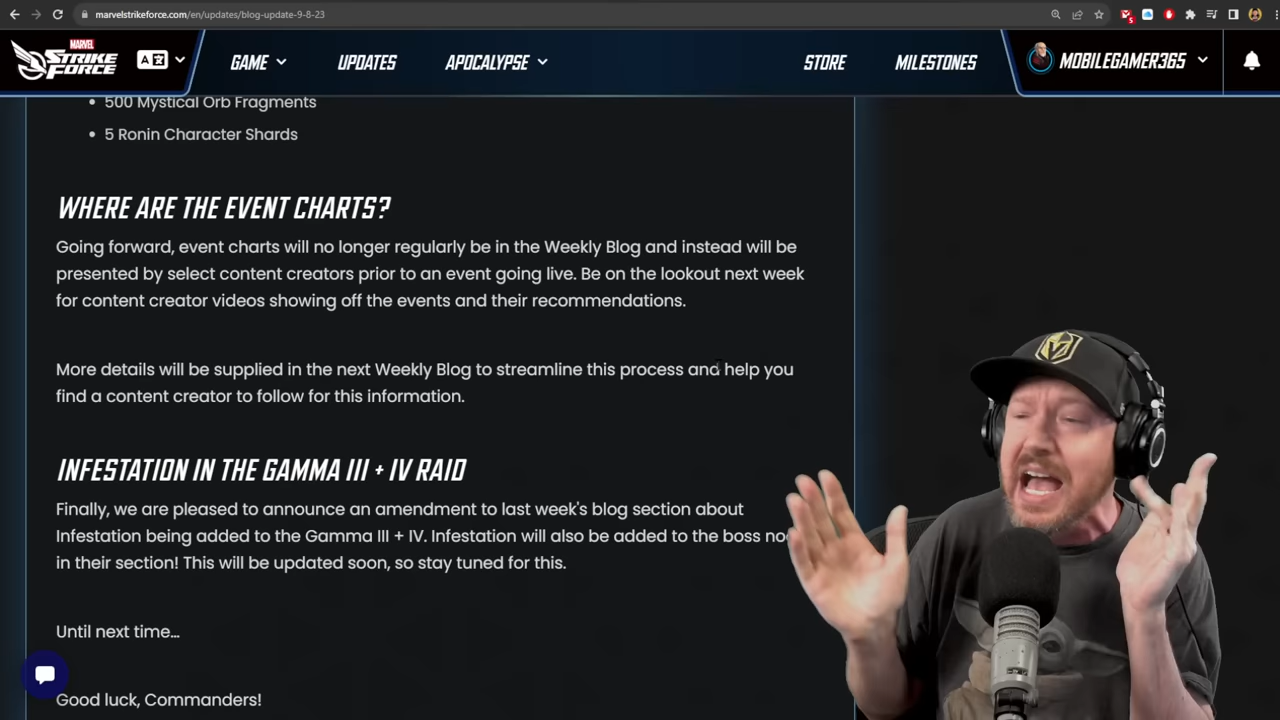 marvelstrikeforce.com/en/updates/blog-update-9-8-23
5
MARVEL
STRIKE
FORCE
GAME
UPDATES
APOCALYPSE
STORE
MILESTONES
MOBILEGAMER365
500 Mystical Orb Fragments
5 Ronin Character Shards
WHERE ARE THE EVENT CHARTS?
Going forward, event charts will no longer regularly be in the Weekly Blog and instead will be
presented by select content creators prior to an event going live. Be on the lookout next week
for content creator videos showing off the events and their recommendations.
More details will be supplied in the next Weekly Blog to streamline this process and help you
find a content creator to follow for this information.
INFESTATION IN THE GAMMA III + IV RAID
Finally, we are pleased to announce an amendment to last week's blog section about
Infestation being added to the Gamma III + IV. Infestation will also be added to the boss
in their section! This will be updated soon, so stay tuned for this.
Until next time...
Good luck, Commanders!